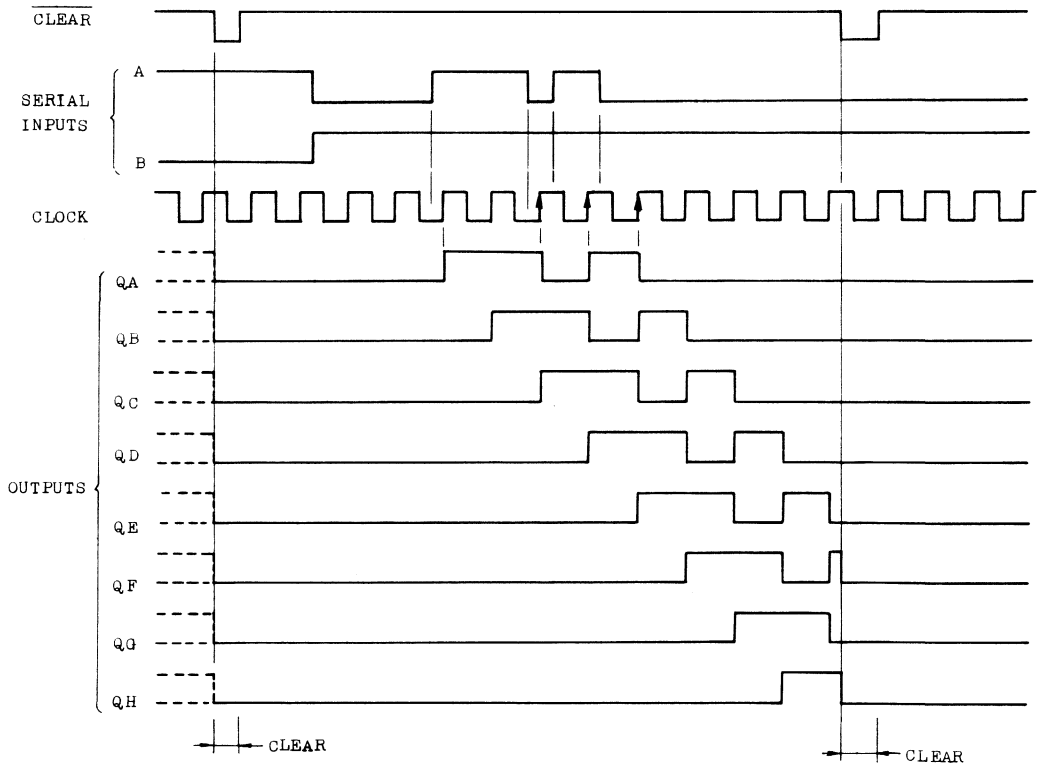 CLEAR
A
SERIAL
INPUTS
B
CLOCK
QA
QB
QC
QD
OUTPUTS
QE
QF
QG
QH
CLEAR
CLEAR